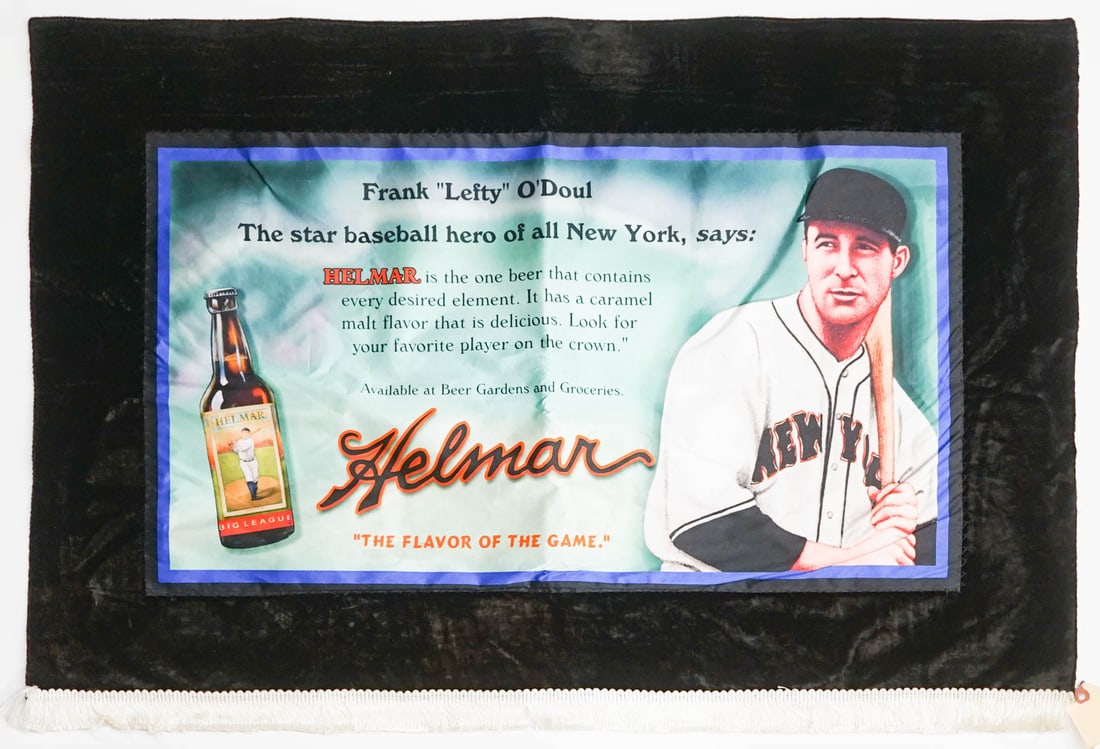 Frank "Lefty" O'Doul
The star baseball hero of all New York, says:
HELMAR is the one beer that contains
every desired element. It has a caramel
malt flavor that is delicious. Look for
your favorite player on the crown."
Available at Beer Gardens and Groceries.
Helmar
"THE FLAVOR OF THE GAME."
HELMAR
BIG LEAGUE
NEW YO